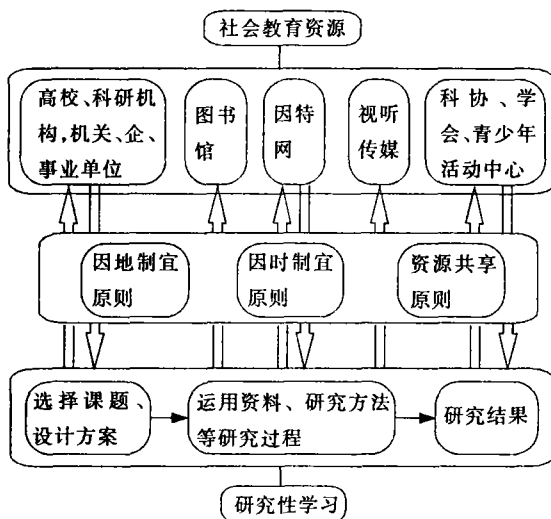 社会教育资源
高校、科研机
构,机关、企、
事业单位
图书
馆
因特
网
视听
传媒
科协、学
会、青少年
活动中心
因地制宜
原则
因时制宜
原则
资源共享
原则
选择课题、
设计方案
运用资料、研究方法
等研究过程
研究结果
研究性学习